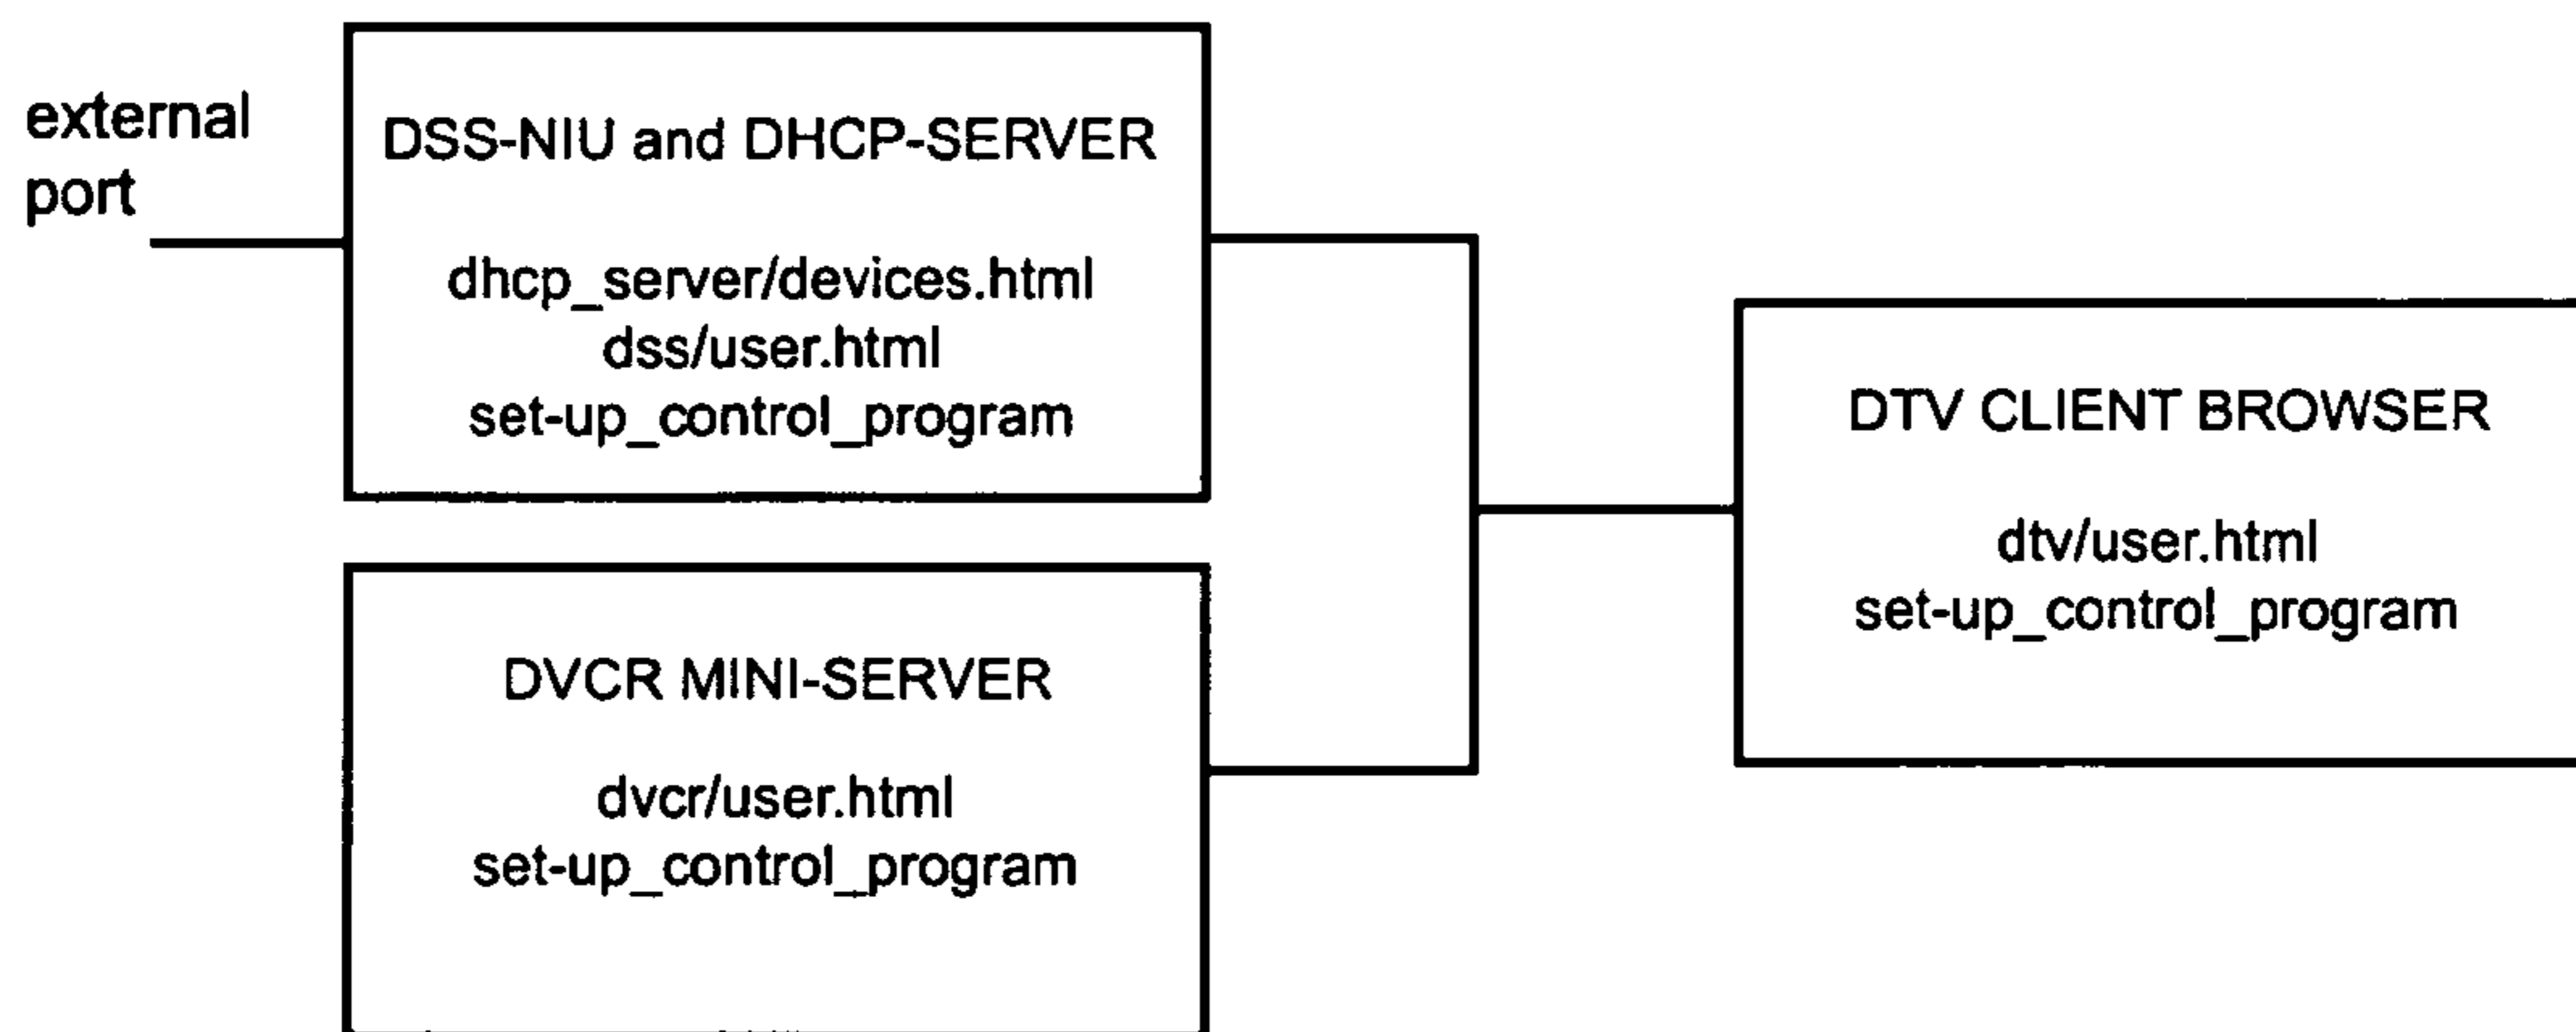 external
port
DSS-NIU and DHCP-SERVER
dhcp_server/devices.html
dss/user.html
set-up_control_program
DVCR MINI-SERVER
dvcr/user.html
set-up_control_program
DTV CLIENT BROWSER
dtv/user.html
set-up_control_program